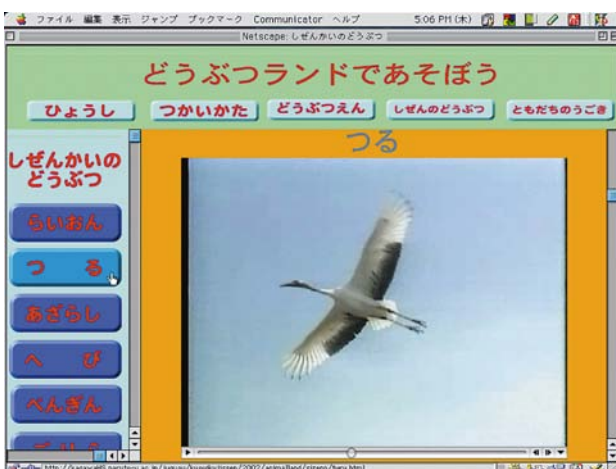 ファイル 編集 表示 ジャンプ ブックマーク Communicator ヘルプ 5:06 PM (木)
Netscape: しぜんかいのどうぶつ
どうぶつランドであそぼう
ひょうし つかいかた どうぶつえん しぜんのどうぶつ ともだちのうごき
つる
しぜんかいの
どうぶつ
らいおん
つ る
あざらし
へ び
ぺんぎん